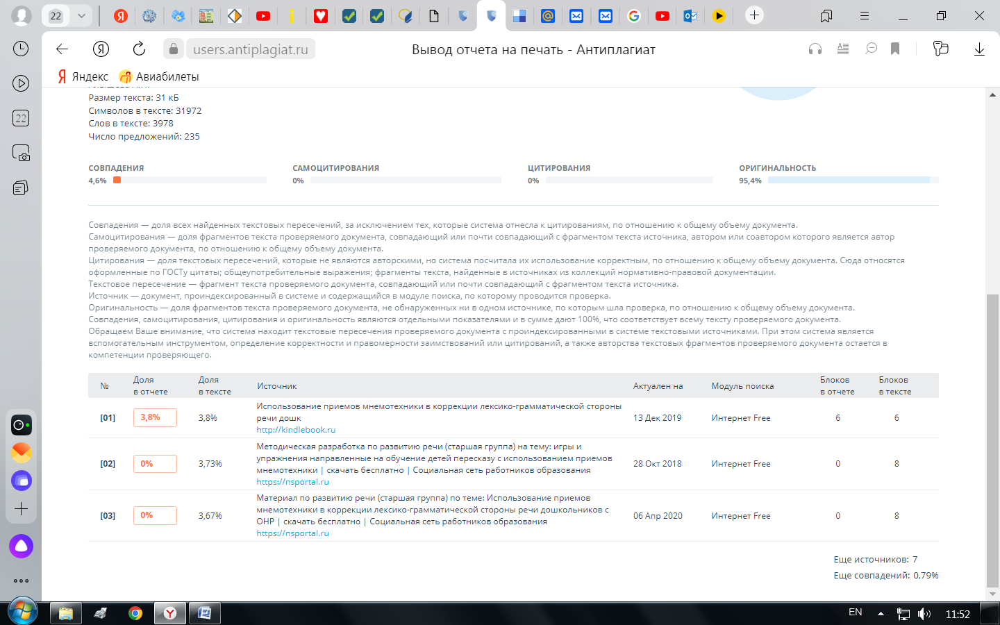 22
users.antiplagiat.ru
Вывод отчета на печать - Антиплагиат
Яндекс
Авиабилеты
22
Размер текста: 31 кБ
Символов в тексте: 31972
Слов в тексте: 3978
Число предложений: 235
СОВПАДЕНИЯ
4,6%
САМОЦИТИРОВАНИЯ
0%
ЦИТИРОВАНИЯ
0%
ОРИГИНАЛЬНОСТЬ
95,4%
Совпадения — доля всех найденных текстовых пересечений, за исключением тех, которые система отнесла к цитированиям, по отношению к общему объему документа.
Самоцитирования — доля фрагментов текста проверяемого документа, совпадающий или почти совпадающий с фрагментом текста источника, автором или соавтором которого является автор
проверяемого документа, по отношению к общему объему документа.
Цитирования — доля текстовых пересечений, которые не являются авторскими, но система посчитала их использование корректным, по отношению к общему объему документа. Сюда относятся
оформленные по ГОСТу цитаты; общеупотребительные выражения; фрагменты текста, найденные в источниках из коллекций нормативно-правовой документации.
Текстовое пересечение — фрагмент текста проверяемого документа, совпадающий или почти совпадающий с фрагментом текста источника.
Источник — документ, проиндексированный в системе и содержащийся в модуле поиска, по которому проводится проверка.
Оригинальность — доля фрагментов текста проверяемого документа, не обнаруженных ни в одном источнике, по которым шла проверка, по отношению к общему объему документа.
Совпадения, самоцитирования, цитирования и оригинальность являются отдельными показателями и в сумме дают 100%, что соответствует всему тексту проверяемого документа.
Обращаем Ваше внимание, что система находит текстовые пересечения проверяемого документа с проиндексированными в системе текстовыми источниками. При этом система является
вспомогательным инструментом, определение корректности и правомерности заимствований или цитирований, а также авторства текстовых фрагментов проверяемого документа остается в
компетенции проверяющего.
№
Доля
в отчете
Доля
в тексте
Источник
Актуален на
Модуль поиска
Блоков
в отчете
Блоков
в тексте
[01]
3,8%
3,8%
Использование приемов мнемотехники в коррекции лексико-грамматической стороны
речи дошк
http://kindlebook.ru
13 Дек 2019
Интернет Free
6
6
[02]
0%
3,73%
Методическая разработка по развитию речи (старшая группа) на тему: игры и
упражнения направленные на обучение детей пересказу с использованием приемов
мнемотехники | скачать бесплатно | Социальная сеть работников образования
https://nsportal.ru
28 Окт 2018
Интернет Free
0
8
[03]
0%
3,67%
Материал по развитию речи (старшая группа) по теме: Использование приемов
мнемотехники в коррекции лексико-грамматической стороны речи дошкольников с
ОНР | скачать бесплатно | Социальная сеть работников образования
https://nsportal.ru
06 Апр 2020
Интернет Free
0
8
Еще источников: 7
Еще совпадений: 0,79%
EN
11:52